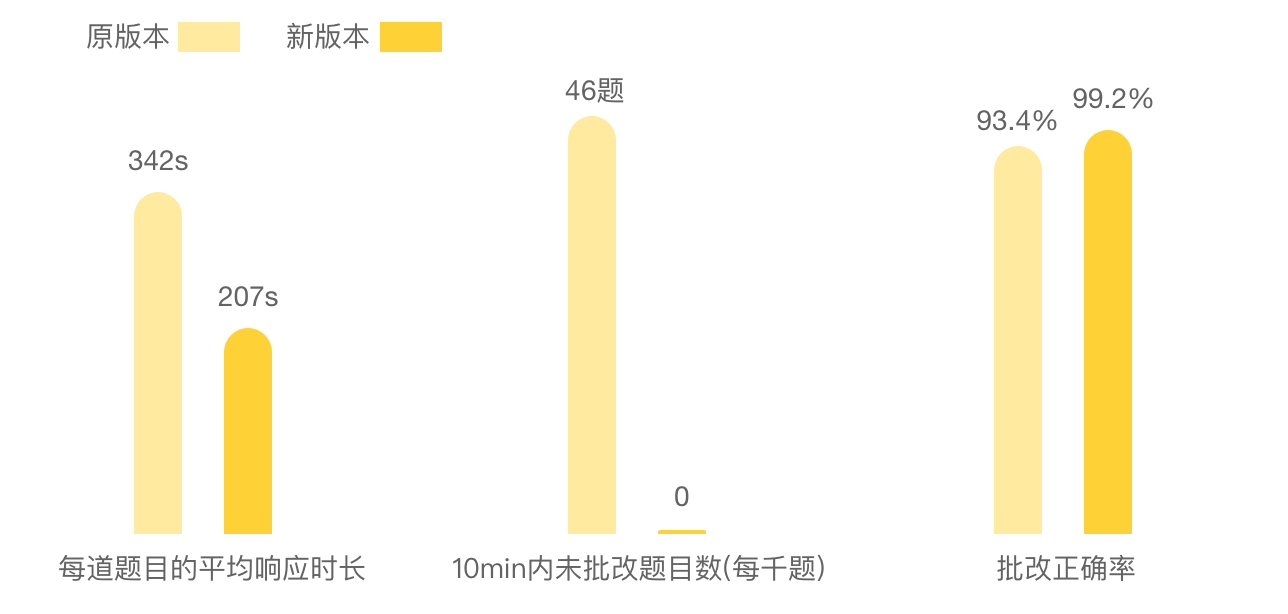 原版本 新版本
46题
99.2%
93.4%
342s
207s
0
每道题目的平均响应时长
10min内未批改题目数(每千题)
批改正确率